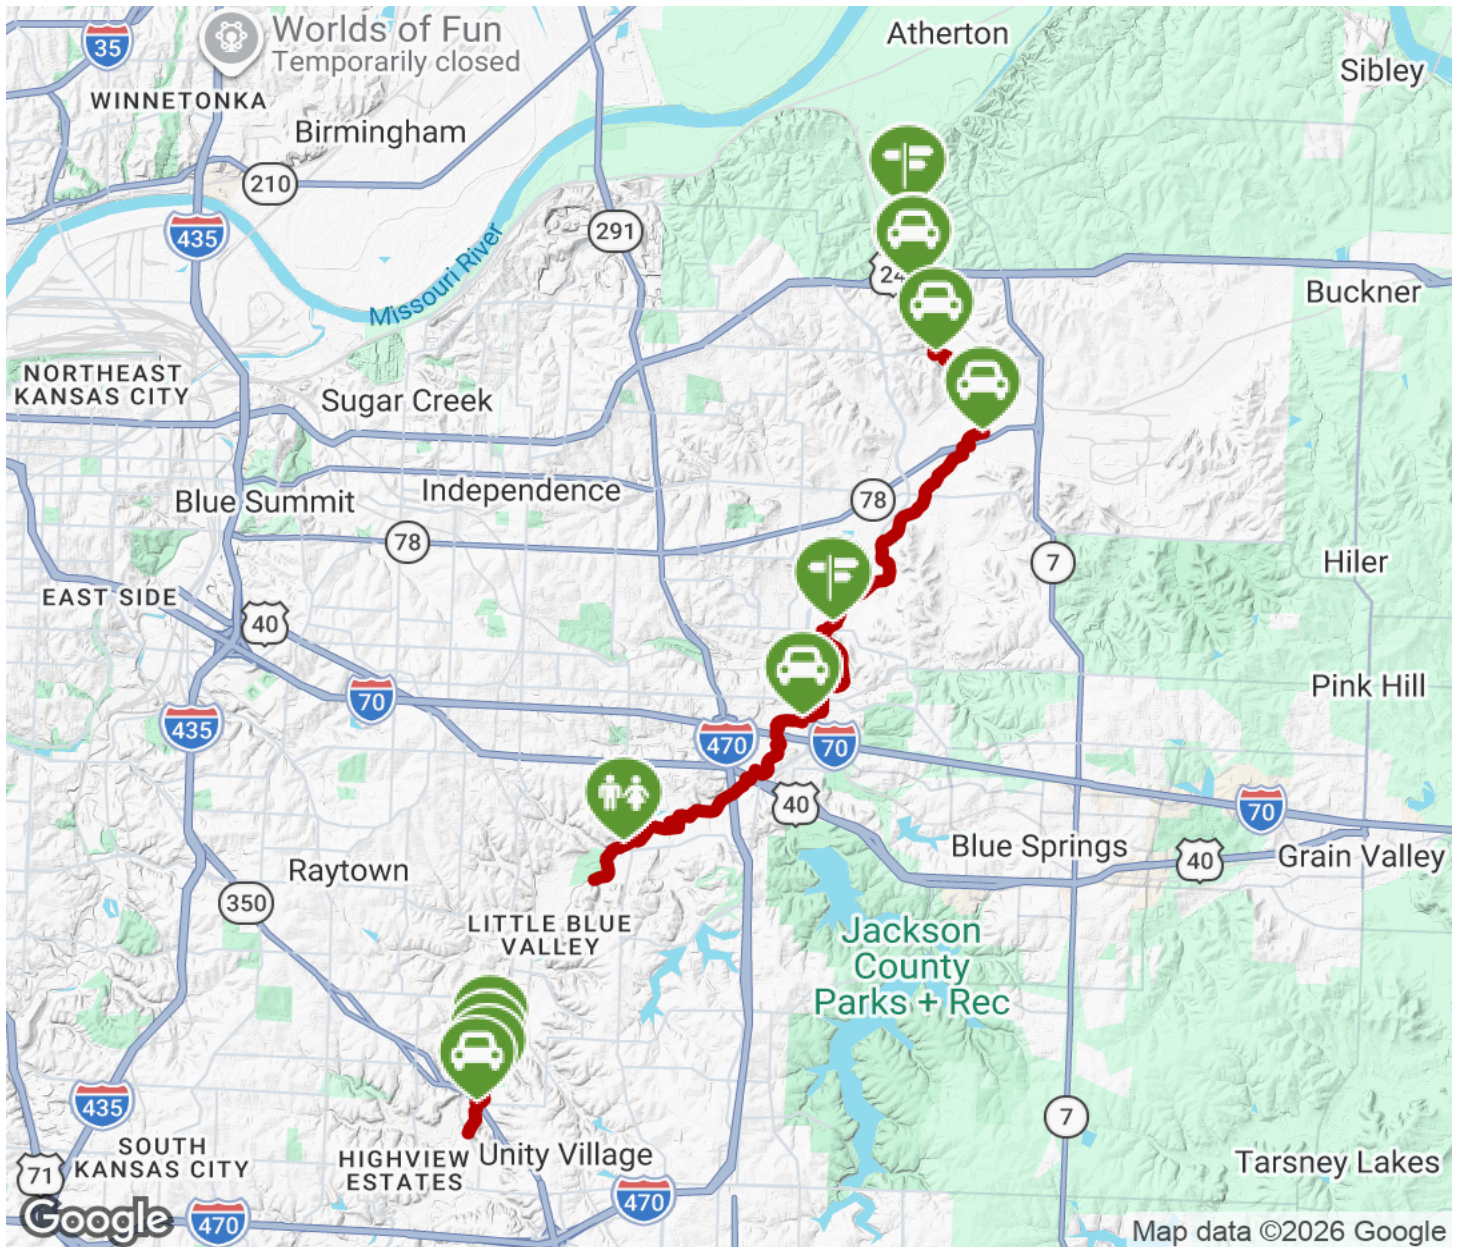 Worlds of Fun
Temporarily closed
Atherton
Sibley
35
WINNETONKA
Birmingham
210
435
291
Missouri River
24
Buckner
NORTHEAST
KANSAS CITY
Sugar Creek
Blue Summit
Independence
78
78
7
Hiler
EAST SIDE
40
70
435
470
70
Pink Hill
40
70
Blue Springs
40
Grain Valley
Raytown
350
LITTLE BLUE
VALLEY
Jackson
County
Parks + Rec
435
7
SOUTH
KANSAS CITY
HIGHVIEW
ESTATES
Unity Village
Tarsney Lakes
71
470
470
Google
Map data ©2026 Google